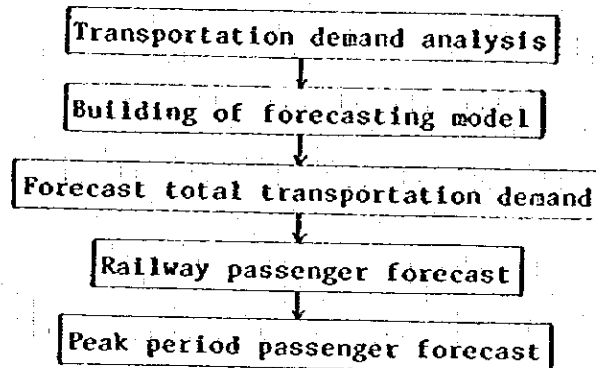 Transportation demand analysis
Building of forecasting model
Forecast total transportation demand
Railway passenger forecast
Peak period passenger forecast